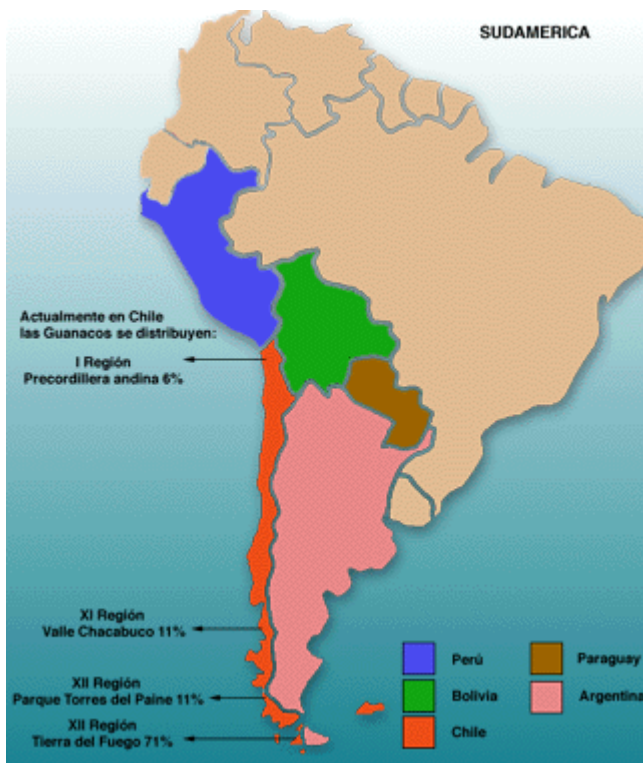 SUDAMERICA
Actualmente en Chile
las Guanacos se distribuyen:
I Región
Precordillera andina 6%
XI Región
Valle Chacabuco 11%
XII Región
Parque Torres del Paine 11%
XII Región
Tierra del Fuego 71%
Perú
Bolivia
Chile
Paraguay
Argentina